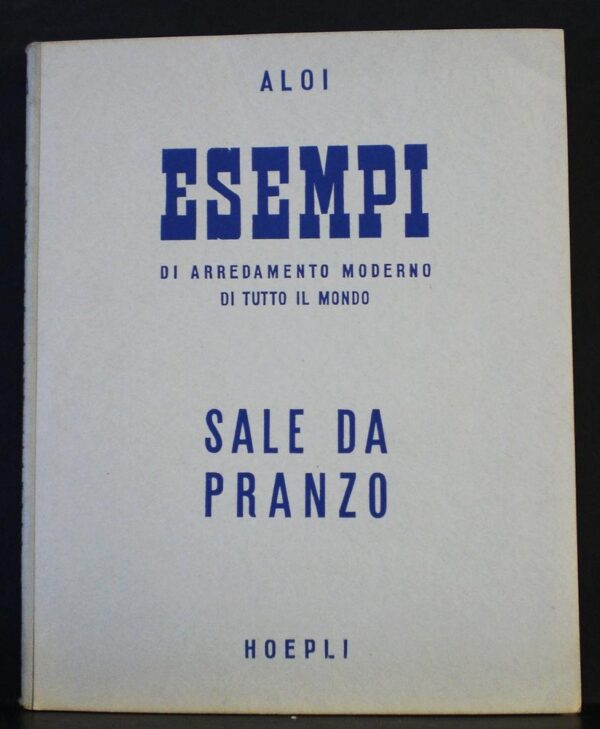 ALOI
ESEMPI
DI ARREDAMENTO MODERNO
DI TUTTO IL MONDO
SALE DA
PRANZO
HOEPLI